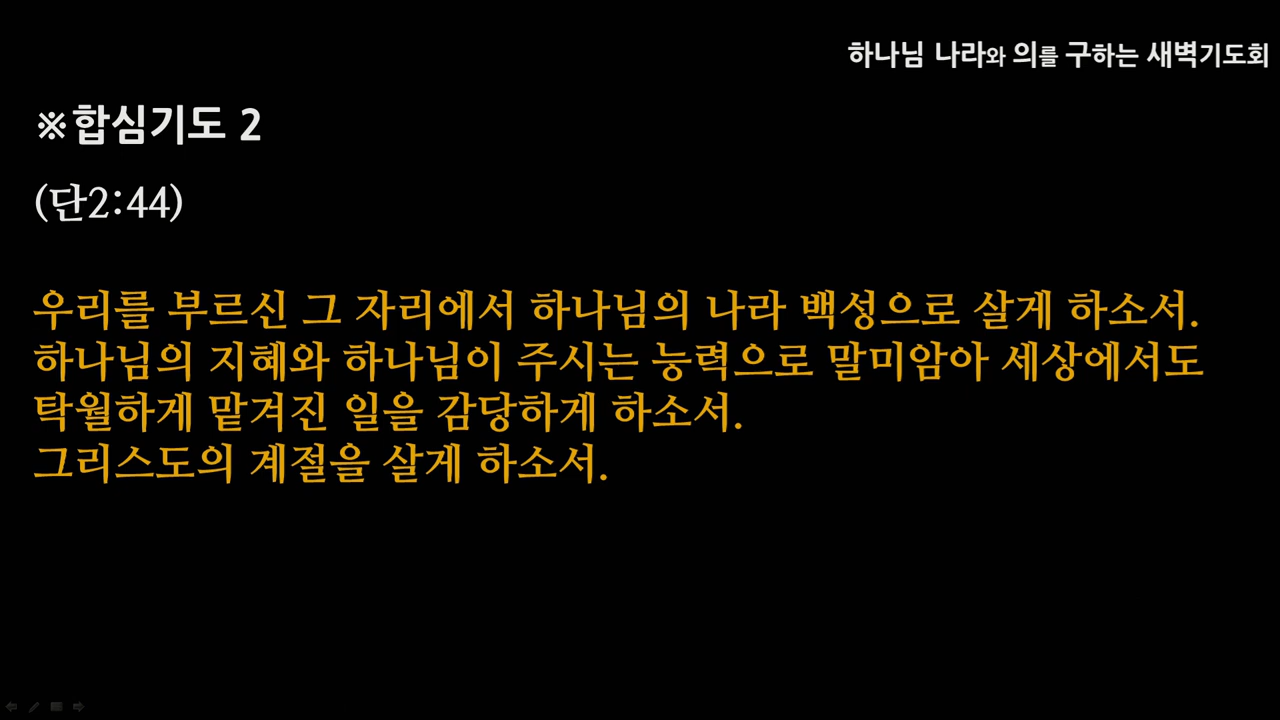 하나님 나라와 의를 구하는 새벽기도회
※합심기도 2
(단2:44)
우리를 부르신 그 자리에서 하나님의 나라 백성으로 살게 하소서.
하나님의 지혜와 하나님이 주시는 능력으로 말미암아 세상에서도
탁월하게 맡겨진 일을 감당하게 하소서.
그리스도의 계절을 살게 하소서.